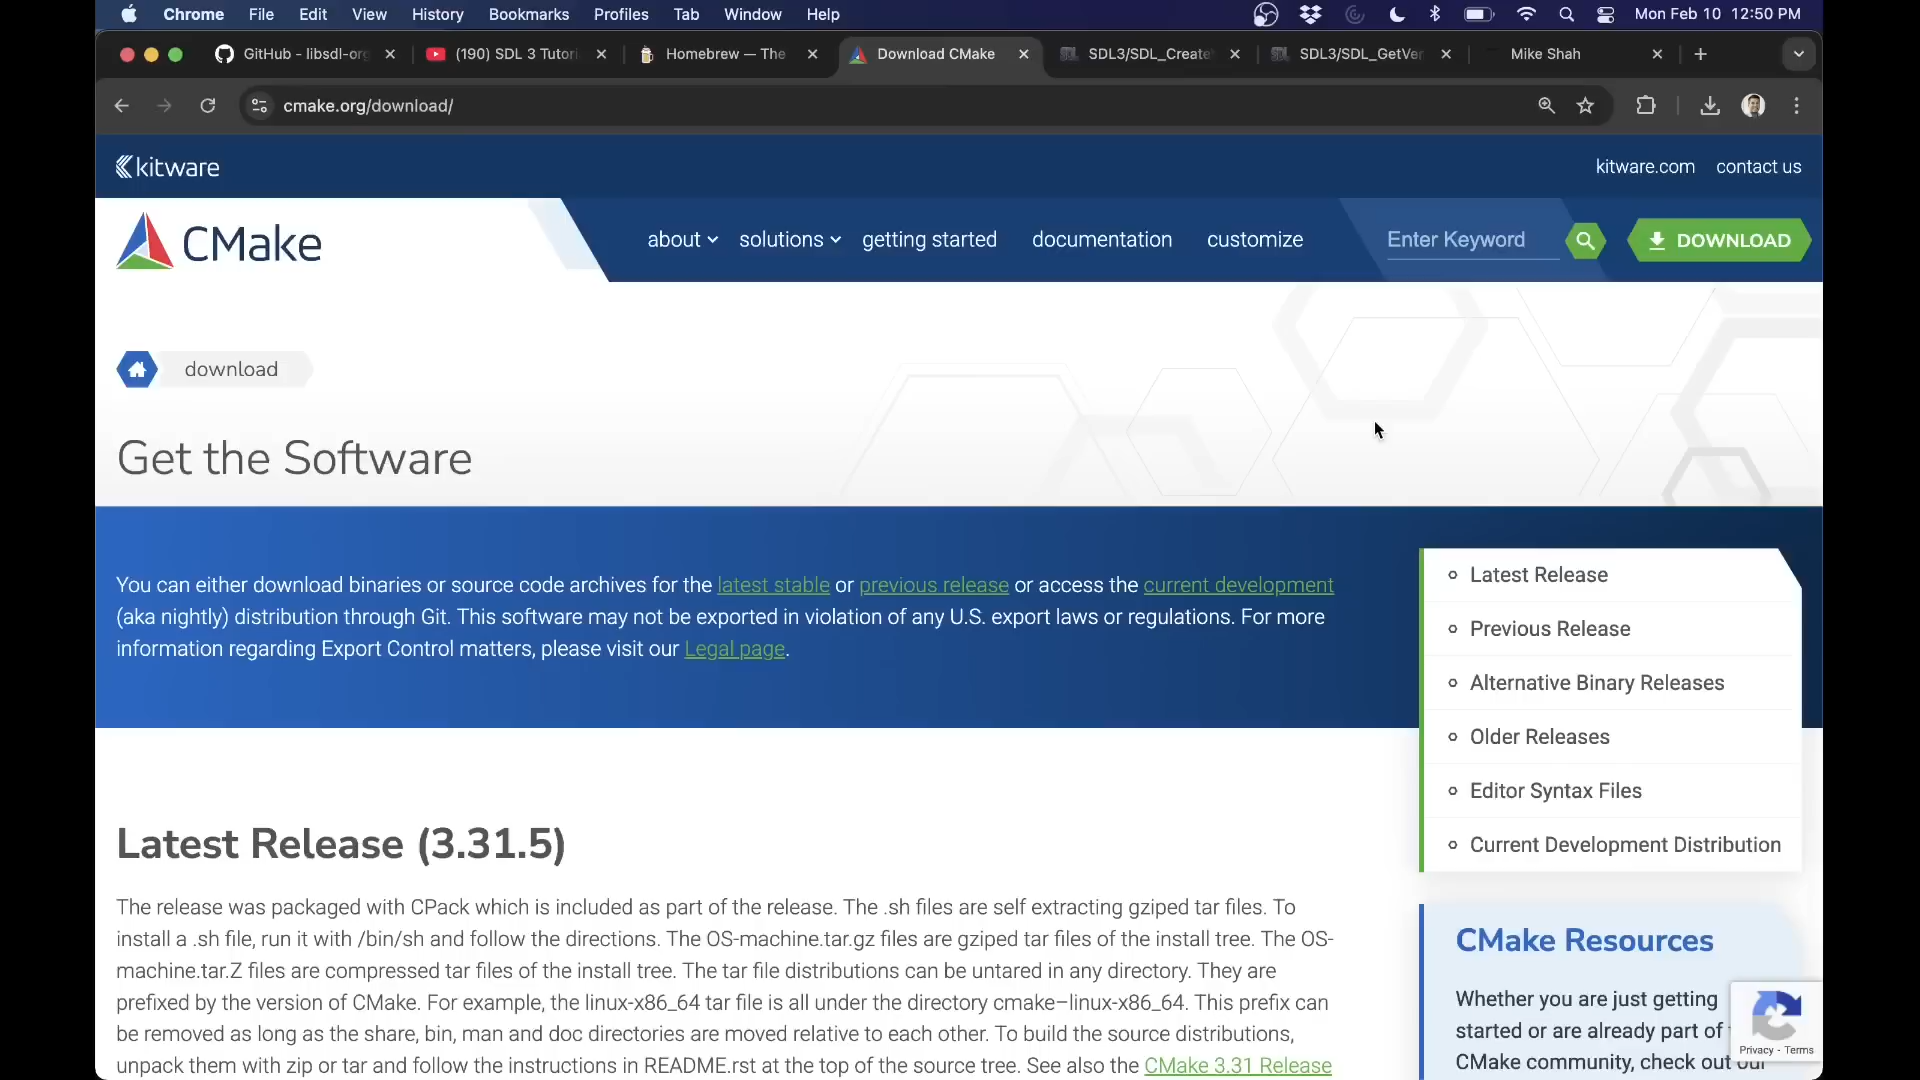 Chrome File Edit View History Bookmarks Profiles Tab Window Help Mon Feb 10 12:50 PM
GitHub - libsdl-org (190) SDL 3 Tutori Homebrew — The Download CMake SDL3/SDL_Create SDL3/SDL_GetVer Mike Shah
cmake.org/download/
kitware kitware.com contact us
CMake about solutions getting started documentation customize Enter Keyword DOWNLOAD
download
Get the Software
You can either download binaries or source code archives for the latest stable or previous release or access the current development
(aka nightly) distribution through Git. This software may not be exported in violation of any U.S. export laws or regulations. For more
information regarding Export Control matters, please visit our Legal page.
Latest Release
Previous Release
Alternative Binary Releases
Older Releases
Editor Syntax Files
Current Development Distribution
Latest Release (3.31.5)
The release was packaged with CPack which is included as part of the release. The .sh files are self extracting gziped tar files. To
install a .sh file, run it with /bin/sh and follow the directions. The OS-machine.tar.gz files are gziped tar files of the install tree. The OS-
machine.tar.Z files are compressed tar files of the install tree. The tar file distributions can be untared in any directory. They are
prefixed by the version of CMake. For example, the linux-x86_64 tar file is all under the directory cmake–linux-x86_64. This prefix can
be removed as long as the share, bin, man and doc directories are moved relative to each other. To build the source distributions,
unpack them with zip or tar and follow the instructions in README.rst at the top of the source tree. See also the CMake 3.31 Release
CMake Resources
Whether you are just getting
started or are already part of
CMake community, check out our
Privacy - Terms